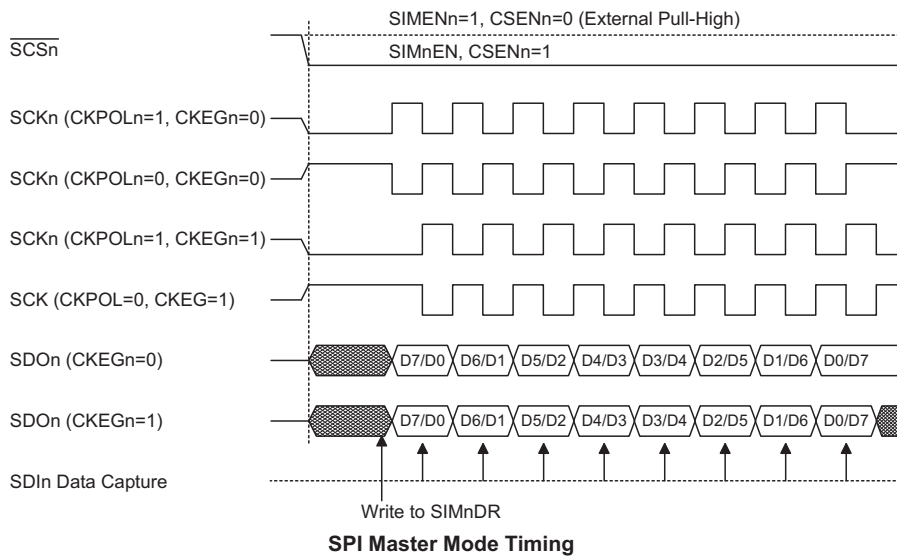 SIMENn=1, CSENn=0 (External Pull-High)
SCSn
SIMnEN, CSENn=1
SCKn (CKPOLn=1, CKEGn=0)
SCKn (CKPOLn=0, CKEGn=0)
SCKn (CKPOLn=1, CKEGn=1)
SCK (CKPOL=0, CKEG=1)
SDOn (CKEGn=0) D7/D0 D6/D1 D5/D2 D4/D3 D3/D4 D2/D5 D1/D6 D0/D7
SDOn (CKEGn=1) D7/D0 D6/D1 D5/D2 D4/D3 D3/D4 D2/D5 D1/D6 D0/D7
SDIn Data Capture
Write to SIMnDR
SPI Master Mode Timing